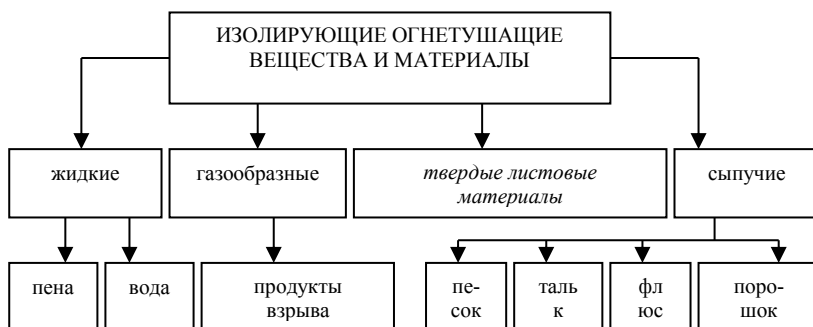 ИЗОЛИРУЮЩИЕ ОГНЕТУШАЩИЕ
ВЕЩЕСТВА И МАТЕРИАЛЫ
жидкие
газообразные
твердые листовые
материалы
сыпучие
пена
вода
продукты
взрыва
пе-
сок
таль
к
фл
юс
поро-
шок